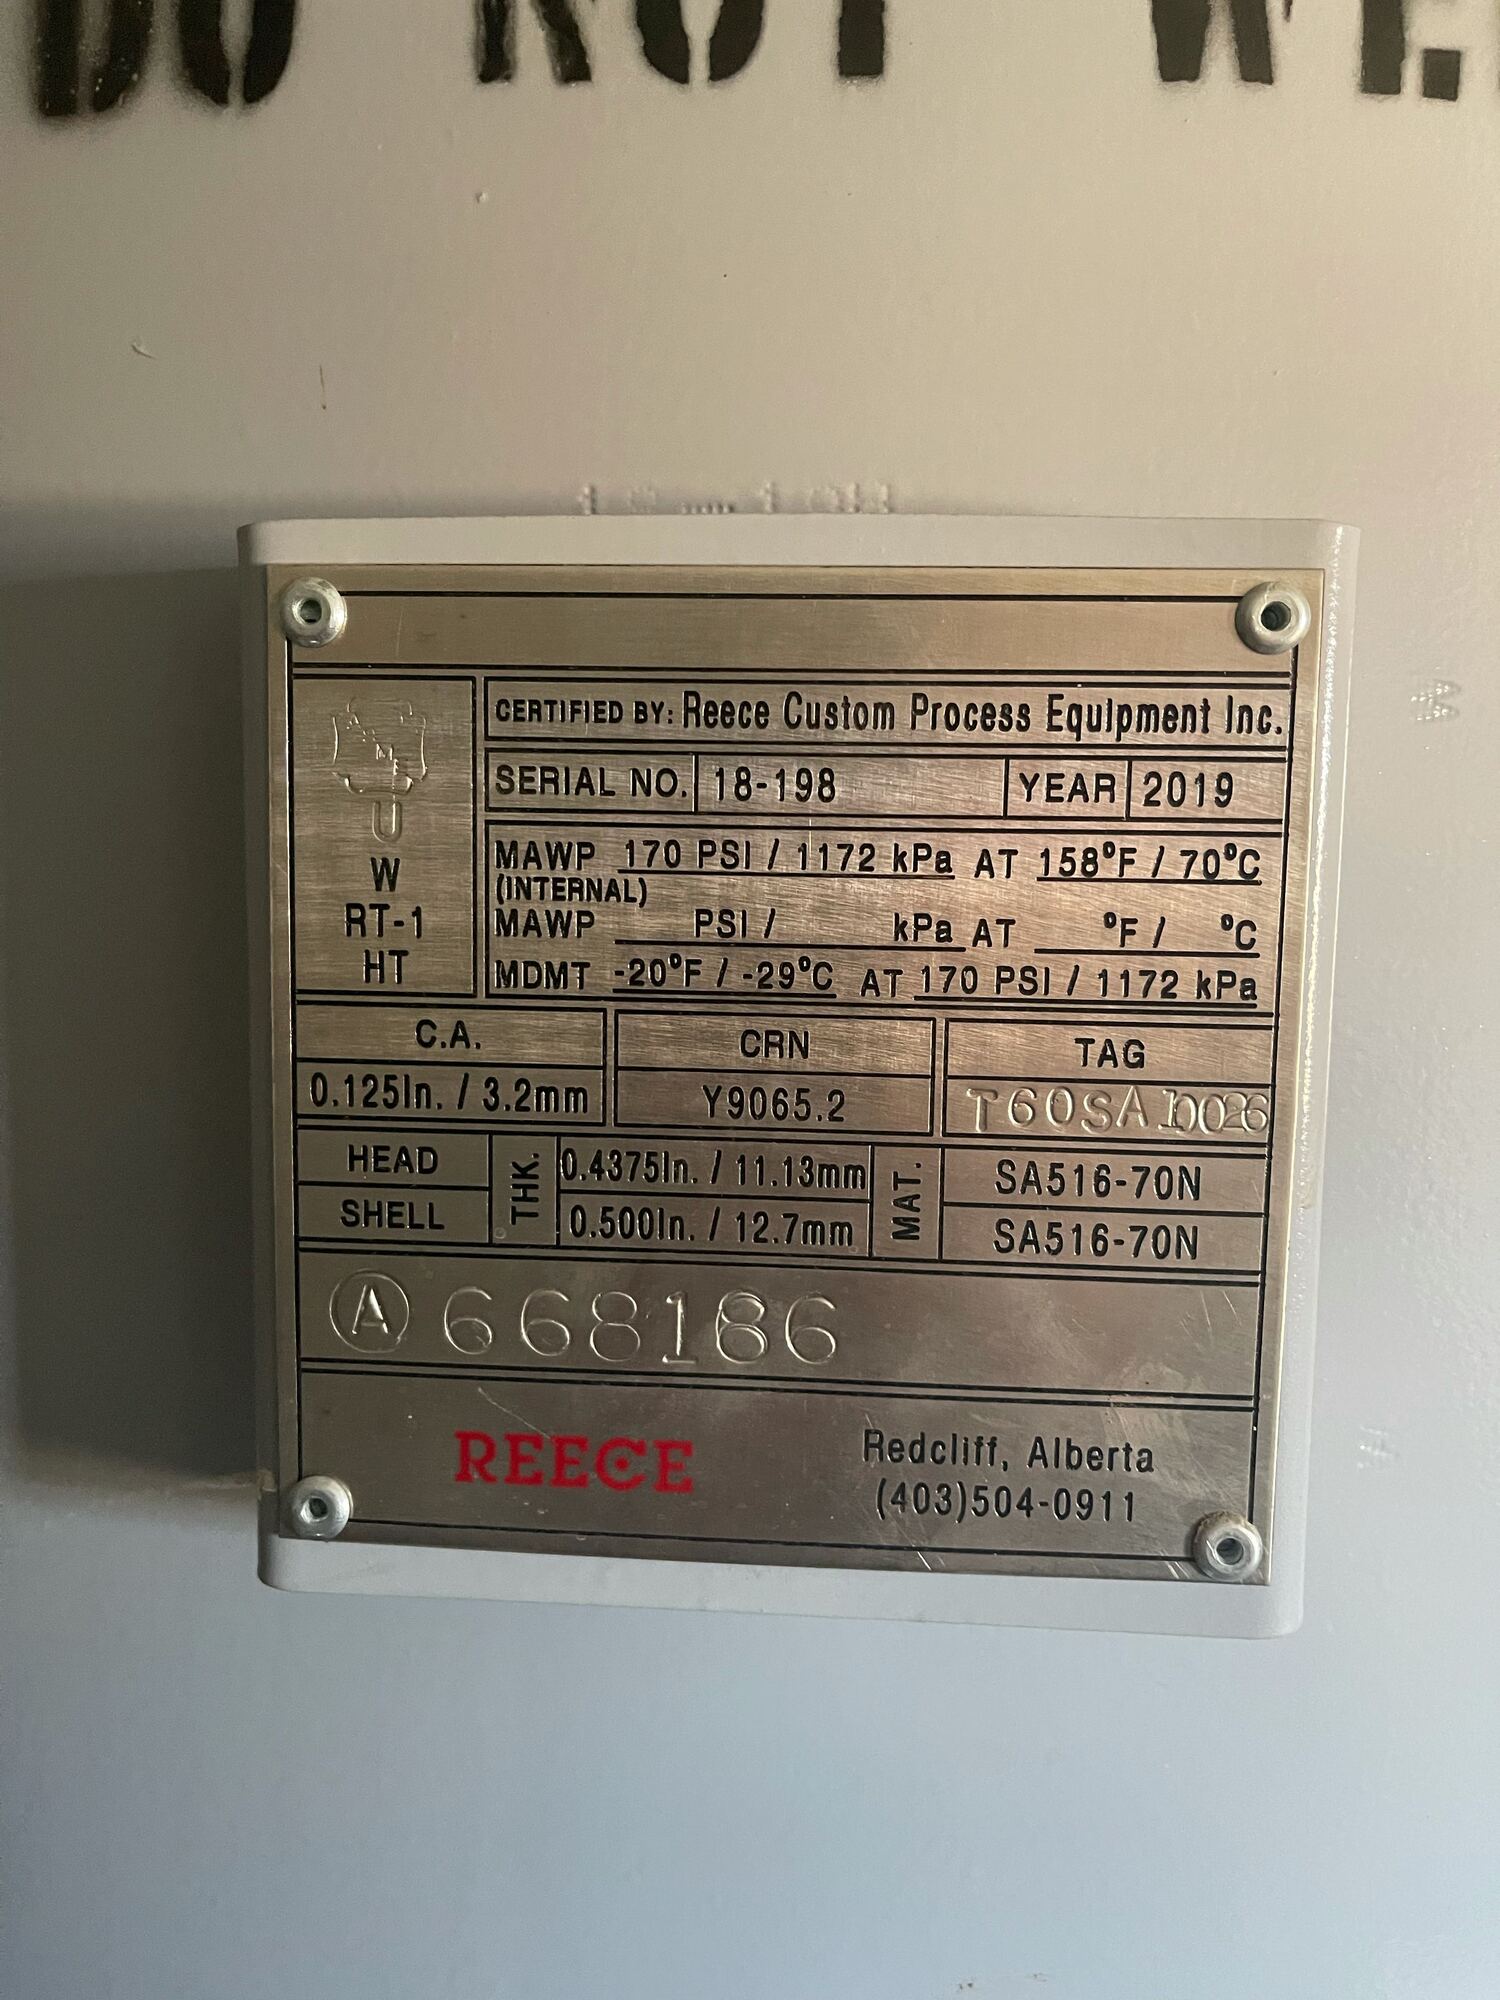 DO NOT WE
CERTIFIED BY: Reece Custom Process Equipment Inc.
SERIAL NO. 18-198 YEAR 2019
U
W
RT-1
HT
MAWP 170 PSI / 1172 kPa AT 158°F / 70°C
(INTERNAL)
MAWP PSI / kPa AT °F / °C
MDMT -20°F / -29°C AT 170 PSI / 1172 kPa
C.A. CRN TAG
0.125In. / 3.2mm Y9065.2
HEAD THK. 0.4375In. / 11.13mm MAT. SA516-70N
SHELL 0.500In. / 12.7mm SA516-70N
A 668186
REECE
Redcliff, Alberta
(403)504-0911